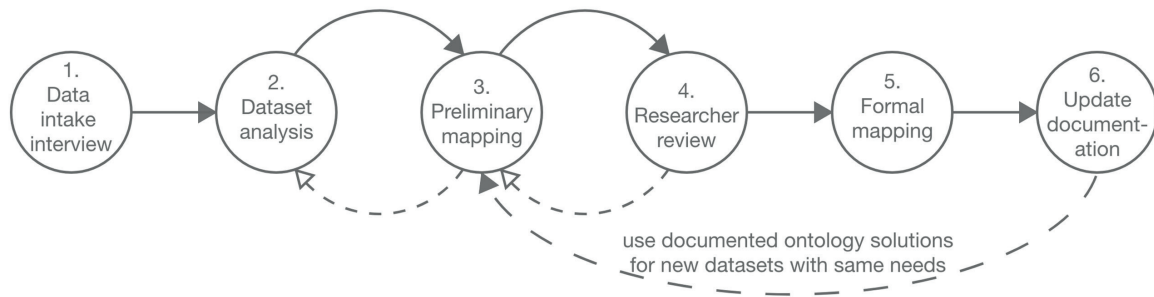 1.
Data
intake
interview
2.
Dataset
analysis
3.
Preliminary
mapping
4.
Researcher
review
5.
Formal
mapping
6.
Update
document-
ation
use documented ontology solutions
for new datasets with same needs